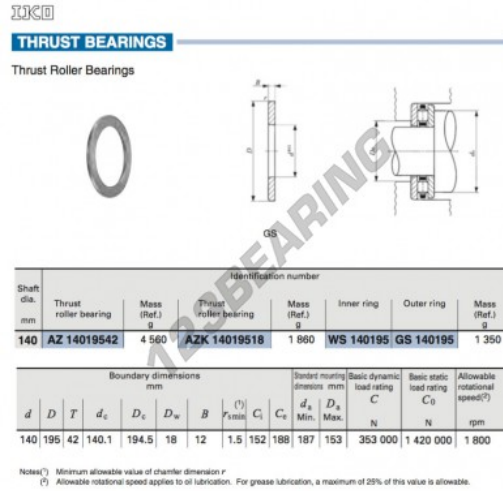 IKO
THRUST BEARINGS
Thrust Roller Bearings
B
r
D
d
Da
da
GS
123BEARING
Identification number
Shaft dia. mm
Thrust roller bearing
Mass (Ref.) g
Thrust roller bearing
Mass (Ref.) g
Inner ring
Outer ring
Mass (Ref.) g
140 AZ 14019542 4 560 AZK 14019518 1 860 WS 140195 GS 140195 1 350
Boundary dimensions mm
Standard mounting dimensions mm
Basic dynamic load rating C N
Basic static load rating C0 N
Allowable rotational speed(2) rpm
d D T dc Dc Dw B rs min(1) Ci Ce da Min. Da Max.
140 195 42 140.1 194.5 18 12 1.5 152 188 187 153 353 000 1 420 000 1 800
Notes(1) Minimum allowable value of chamfer dimension r
(2) Allowable rotational speed applies to oil lubrication. For grease lubrication, a maximum of 25% of this value is allowable.